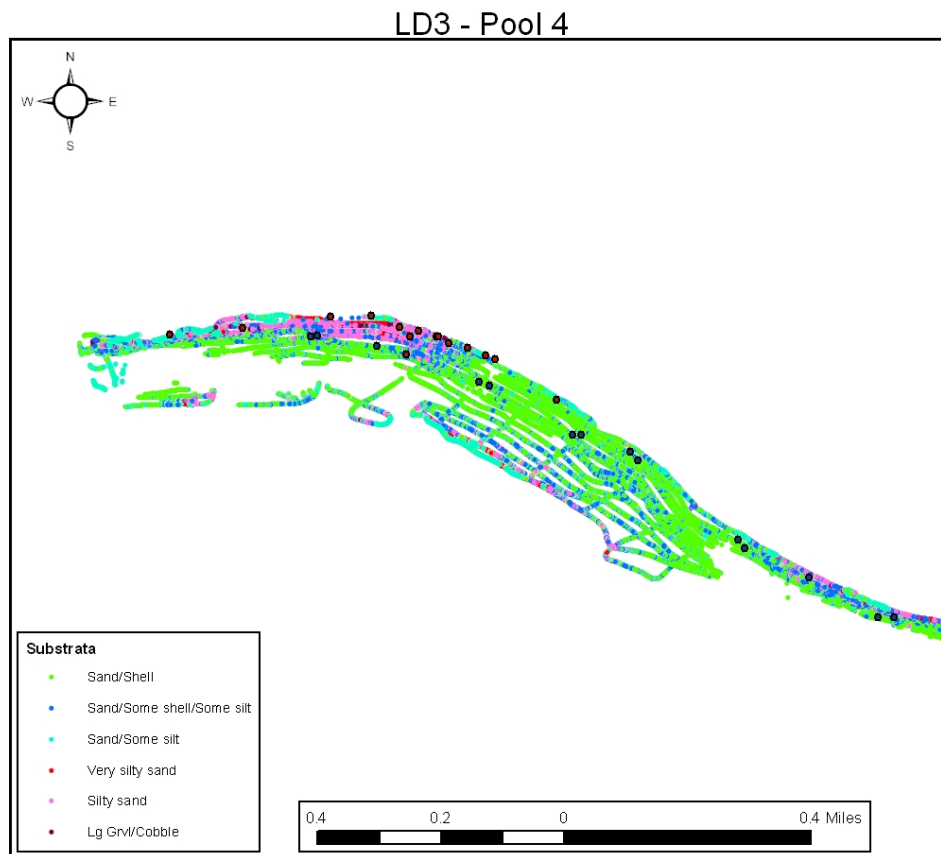 LD3 - Pool 4
N
W E
S
Substrata
Sand/Shell
Sand/Some shell/Some silt
Sand/Some silt
Very silty sand
Silty sand
Lg Grvl/Cobble
0.4 0.2 0 0.4 Miles